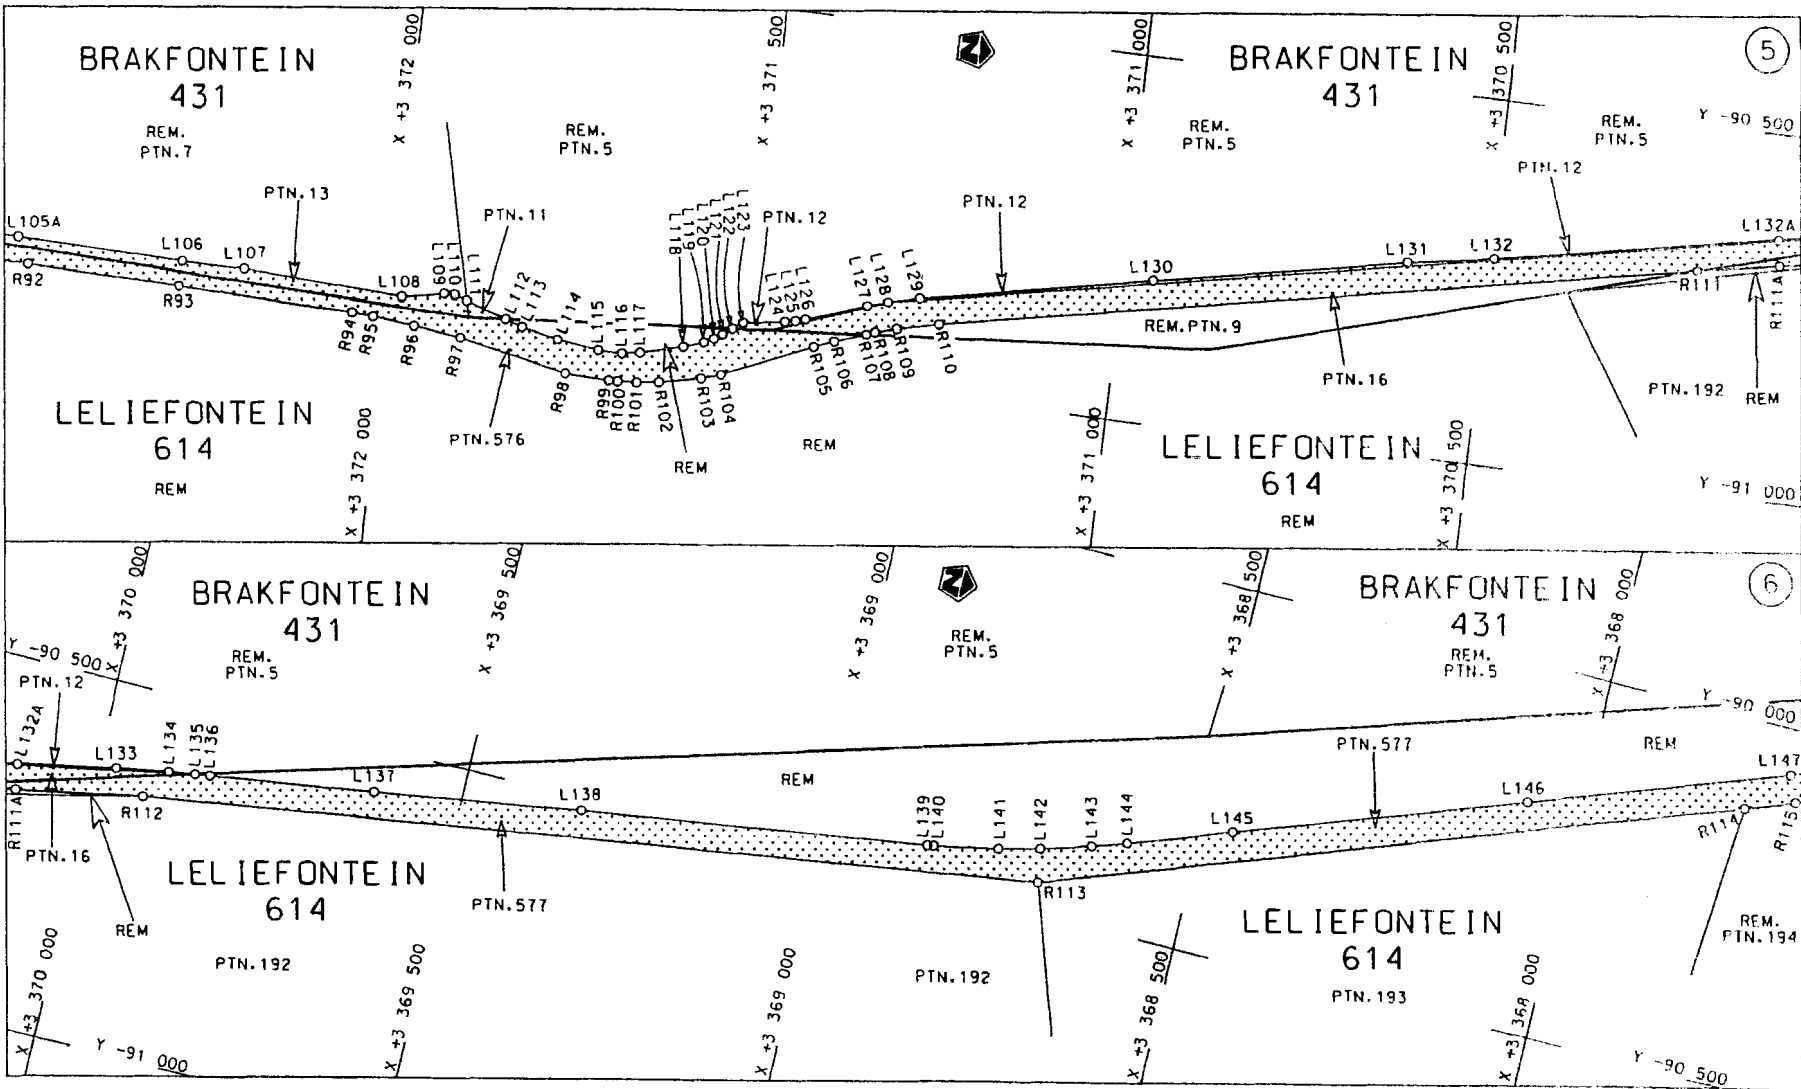 X +3 372 000
X +3 371 500
X +3 371 000
X +3 370 500
5
BRAKFONTEIN
431
REM.
PTN.7
REM.
PTN.5
BRAKFONTEIN
431
REM.
PTN.5
REM.
PTN.5
Y -90 500
PTN.13
PTN.11
PTN.12
PTN.12
PTN.12
L105A
L106
L107
L108
L109
L110
L111
L112
L113
L114
L115
L116
L117
L118
L119
L120
L121
L122
L123
L124
L125
L126
L127
L128
L129
L130
L131
L132
L132A
R92
R93
R94
R95
R96
R97
R98
R99
R100
R101
R102
R103
R104
R105
R106
R107
R108
R109
R110
R111
R111A
REM.PTN.9
PTN.16
PTN.192
REM
LELIEFONTEIN
614
REM
PTN.576
REM
REM
LELIEFONTEIN
614
REM
X +3 372 000
X +3 371 000
X +3 370 500
Y -91 000
X +3 370 000
X +3 369 500
X +3 369 000
X +3 368 500
X +3 368 000
6
BRAKFONTEIN
431
REM.
PTN.5
REM.
PTN.5
BRAKFONTEIN
431
REM.
PTN.5
Y -90 500
Y -90 000
PTN.12
L132A
L133
L134
L135
L136
L137
L138
L139
L140
L141
L142
L143
L144
L145
L146
L147
REM
PTN.577
REM
R111A
R112
R113
R114
R115
PTN.16
REM
LELIEFONTEIN
614
PTN.577
PTN.192
PTN.192
LELIEFONTEIN
614
PTN.193
REM.
PTN.194
X +3 370 000
X +3 369 500
X +3 369 000
X +3 368 500
X +3 368 000
Y -91 000
Y -90 500